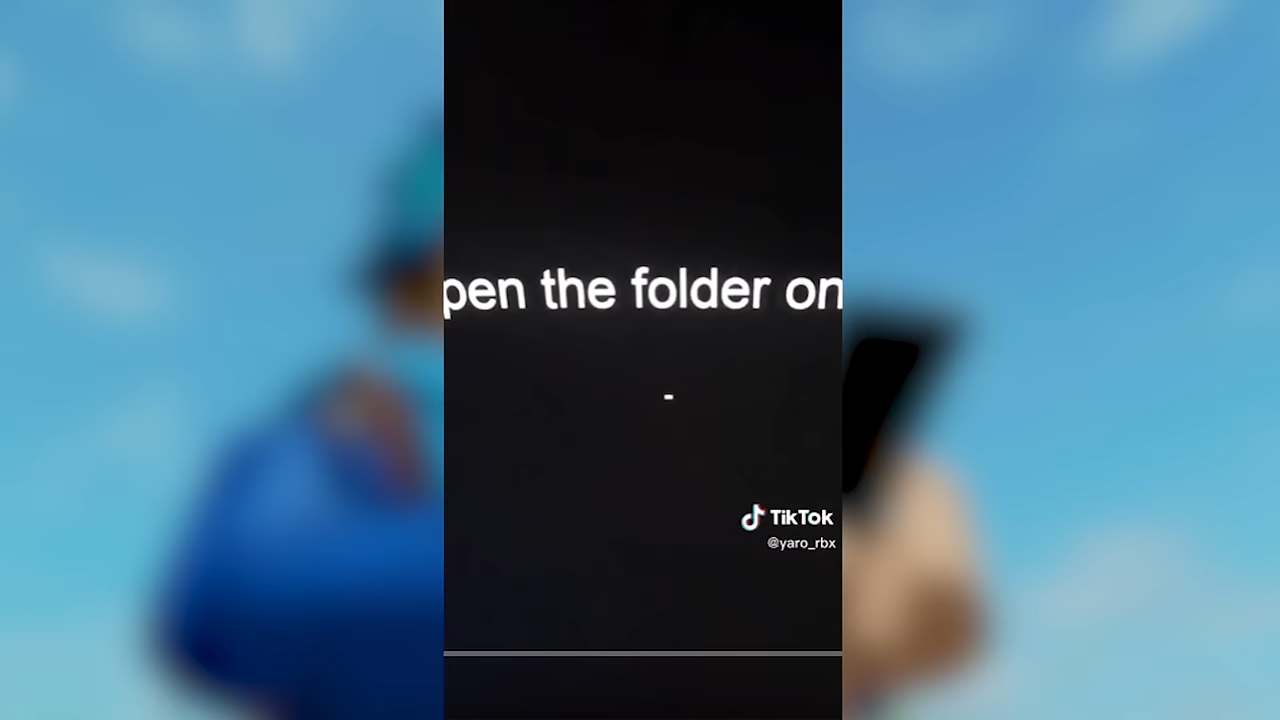 pen the folder on
-
TikTok
@yaro_rbx